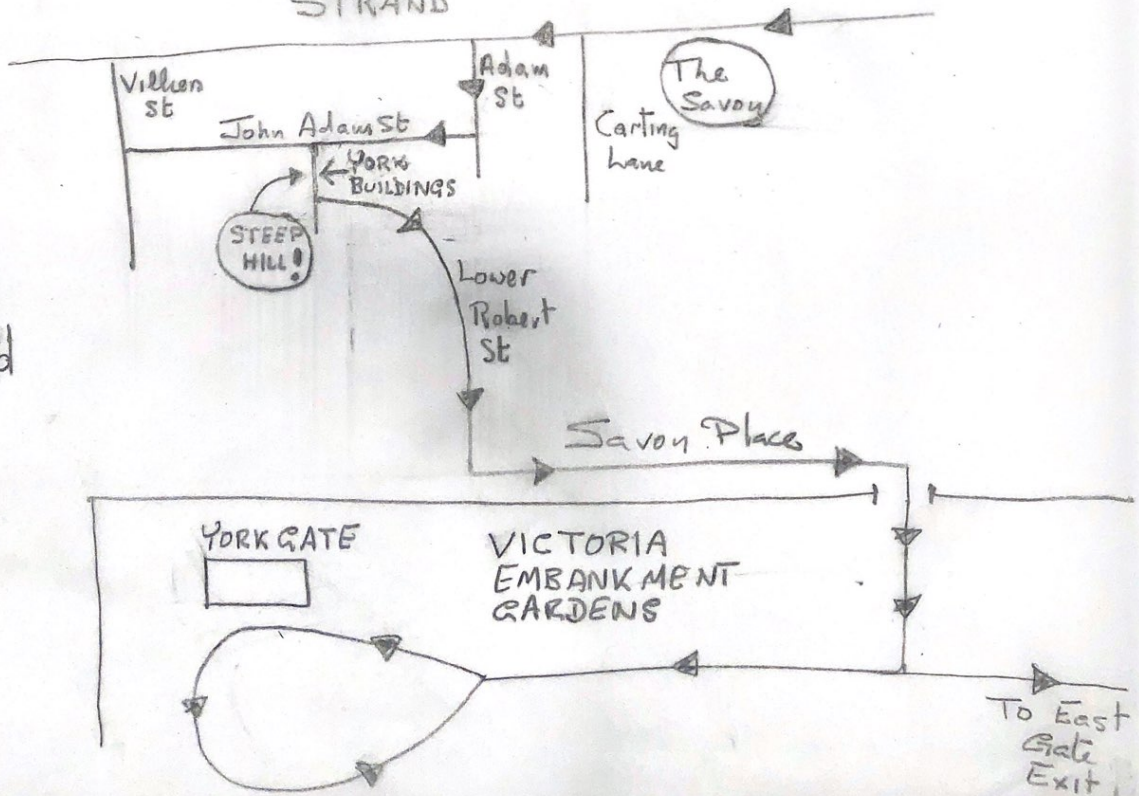 STRAND
The
Savoy
Adam
St
St
Carting
Lane
John Adam St
YORK
BUILDINGS
STEEP
HILL!
Lower
Robert
St
d
Savoy Place
YORK GATE
VICTORIA
EMBANKMENT
GARDENS
To East
Gate
Exit